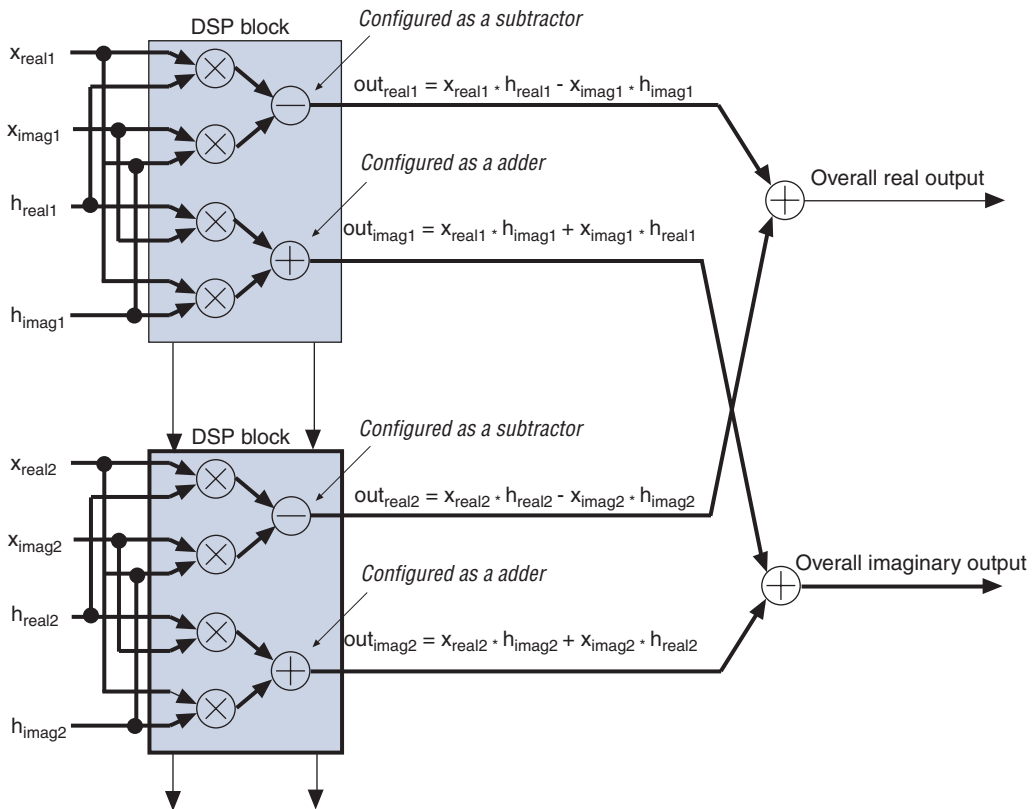 Configured as a subtractor
DSP block
x_real1
out_real1 = x_real1 * h_real1 - x_imag1 * h_imag1
x_imag1
Configured as a adder
Overall real output
h_real1
out_imag1 = x_real1 * h_imag1 + x_imag1 * h_real1
h_imag1
Configured as a subtractor
DSP block
x_real2
out_real2 = x_real2 * h_real2 - x_imag2 * h_imag2
x_imag2
Overall imaginary output
Configured as a adder
h_real2
out_imag2 = x_real2 * h_imag2 + x_imag2 * h_real2
h_imag2